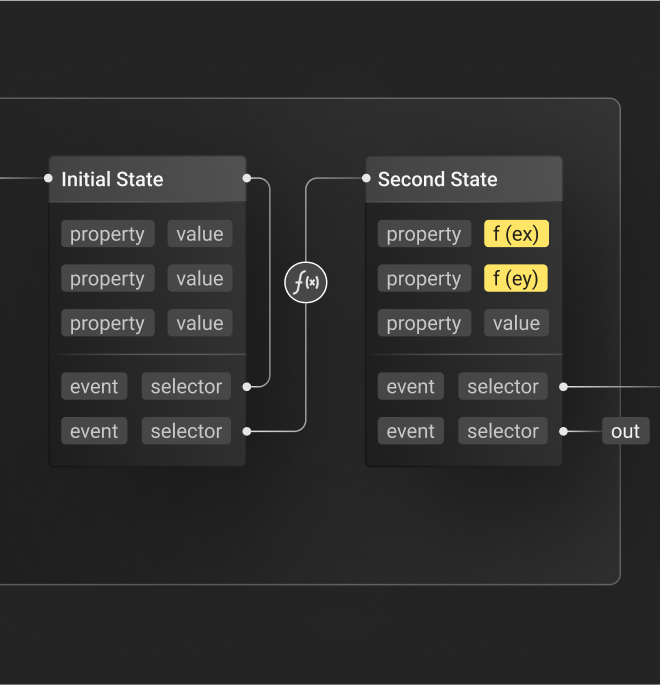 Initial State
property value
property value
property value
event selector
event selector
f(x)
Second State
property f (ex)
property f (ey)
property value
event selector
event selector
out